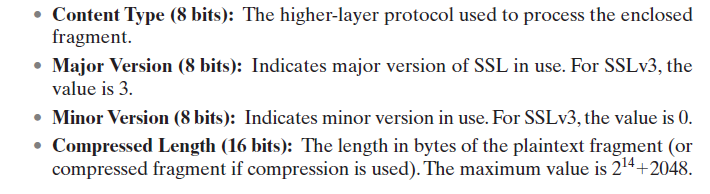 • Content Type (8 bits): The higher-layer protocol used to process the enclosed
fragment.
• Major Version (8 bits): Indicates major version of SSL in use. For SSLv3, the
value is 3.
• Minor Version (8 bits): Indicates minor version in use. For SSLv3, the value is 0.
• Compressed Length (16 bits): The length in bytes of the plaintext fragment (or
compressed fragment if compression is used). The maximum value is 2¹⁴+2048.